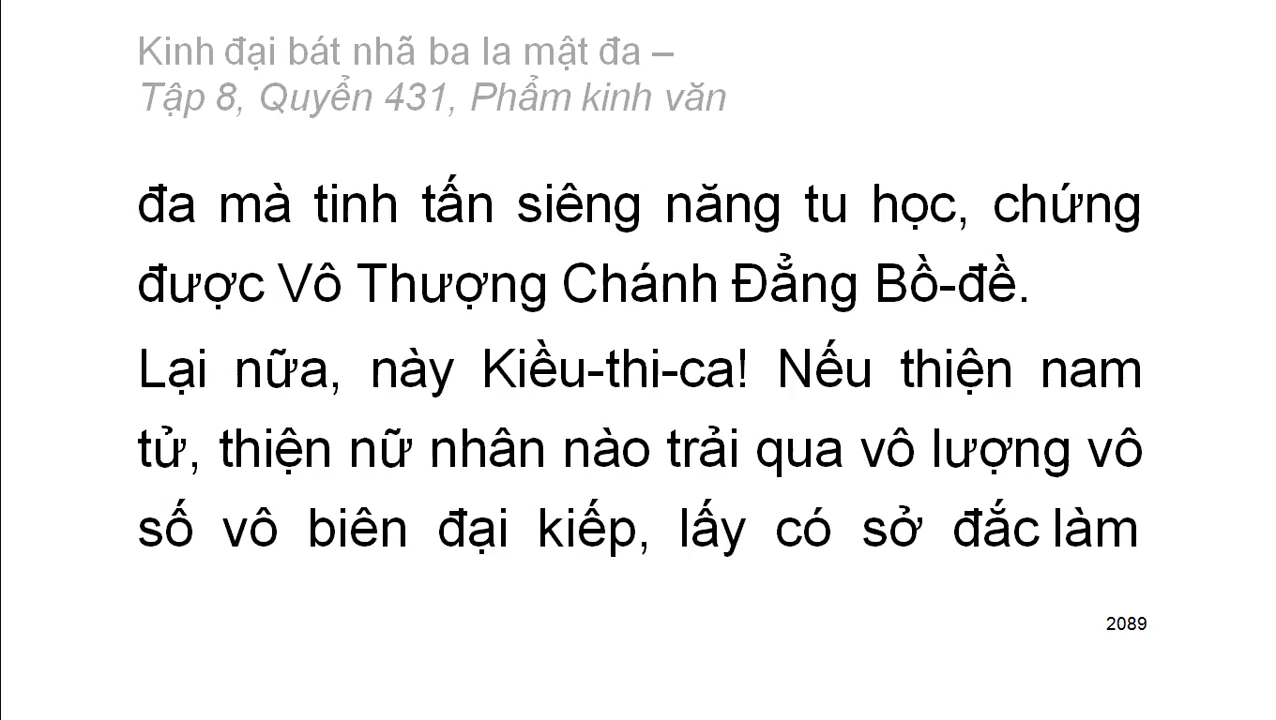 Kinh đại bát nhã ba la mật đa –
Tập 8, Quyển 431, Phẩm kinh văn
đa mà tinh tấn siêng năng tu học, chứng
được Vô Thượng Chánh Đẳng Bồ-đề.
Lại nữa, này Kiều-thi-ca! Nếu thiện nam
tử, thiện nữ nhân nào trải qua vô lượng vô
số vô biên đại kiếp, lấy có sở đắc làm
2089